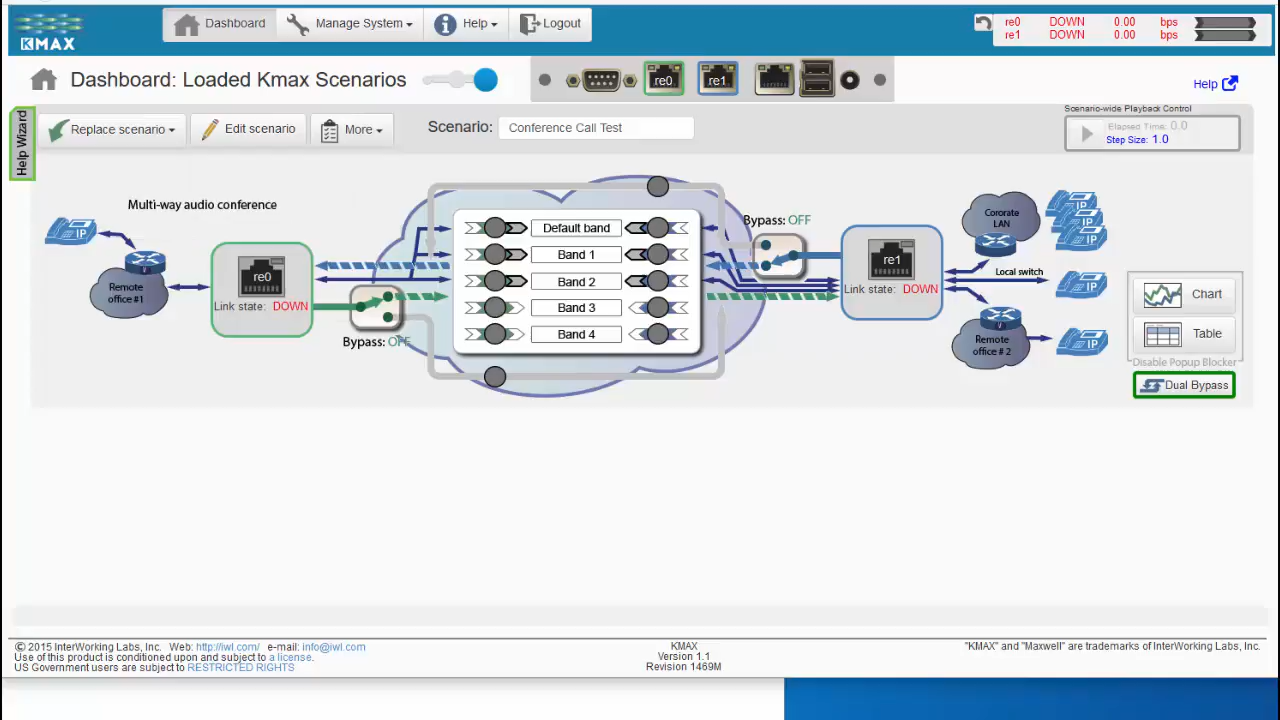 KMAX
Dashboard
Manage System
Help
Logout
re0 DOWN 0.00 bps
re1 DOWN 0.00 bps
Dashboard: Loaded Kmax Scenarios
re0
re1
Help
Help Wizard
Replace scenario
Edit scenario
More
Scenario: Conference Call Test
Scenario-wide Playback Control
Elapsed Time: 0.0
Step Size: 1.0
Multi-way audio conference
IP
Remote
office #1
V
re0
Link state: DOWN
Bypass: OFF
Default band
Band 1
Band 2
Band 3
Band 4
Bypass: OFF
re1
Link state: DOWN
Cororate
LAN
IP
IP
IP
Local switch
IP
V
Remote
office # 2
IP
Chart
Table
Disable Popup Blocker
Dual Bypass
© 2015 InterWorking Labs, Inc. Web: http://iwl.com/ e-mail: info@iwl.com
Use of this product is conditioned upon and subject to a license.
US Government users are subject to RESTRICTED RIGHTS
KMAX
Version 1.1
Revision 1469M
"KMAX" and "Maxwell" are trademarks of InterWorking Labs, Inc.